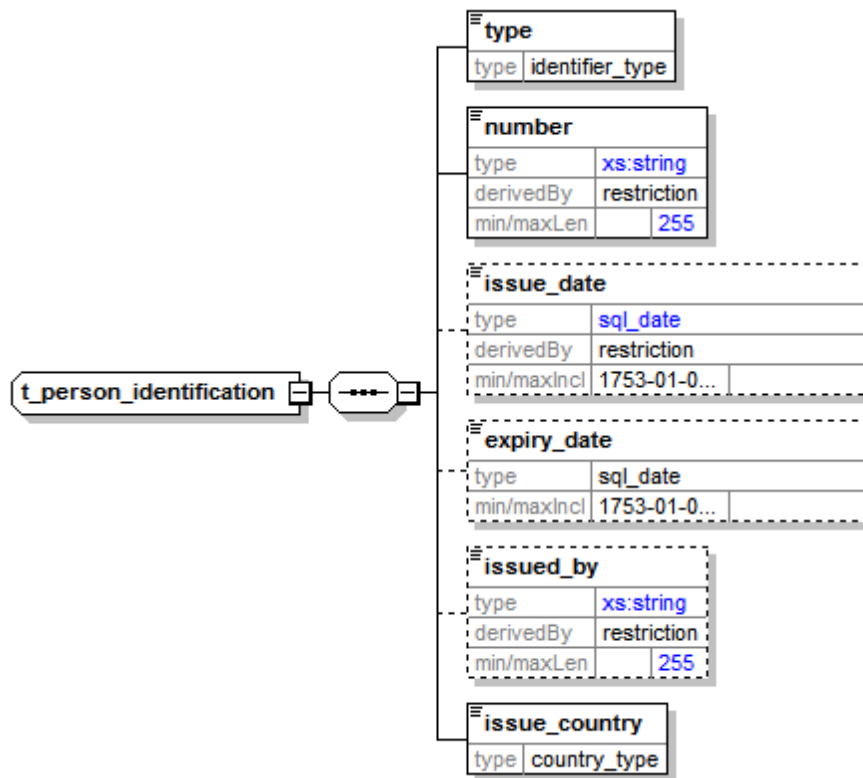 type
type identifier_type
number
type xs:string
derivedBy restriction
min/maxLen 255
issue_date
type sql_date
derivedBy restriction
min/maxIncl 1753-01-0...
t_person_identification
expiry_date
type sql_date
min/maxIncl 1753-01-0...
issued_by
type xs:string
derivedBy restriction
min/maxLen 255
issue_country
type country_type